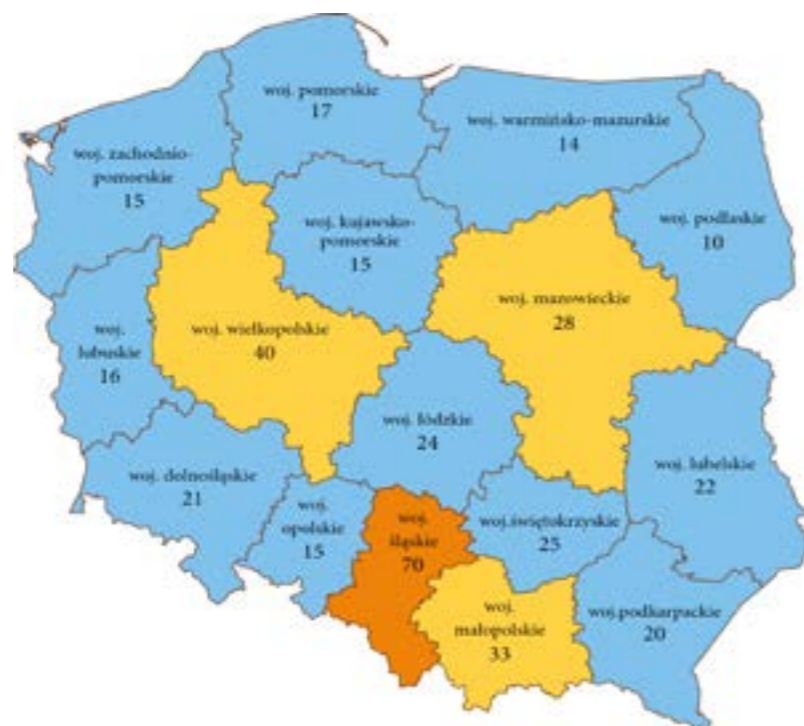 woj. pomorskie
17
woj. warmińsko-mazurskie
14
woj. zachodnio-
pomorskie
15
woj. kujawsko-
pomorskie
15
woj. podlaskie
10
woj. mazowieckie
28
woj. wielkopolskie
40
woj.
lubuskie
16
woj. łódzkie
24
woj. lubelskie
22
woj. dolnośląskie
21
woj.
opolskie
15
woj.
śląskie
70
woj.świętokrzyskie
25
woj.
małopolskie
33
woj.podkarpackie
20